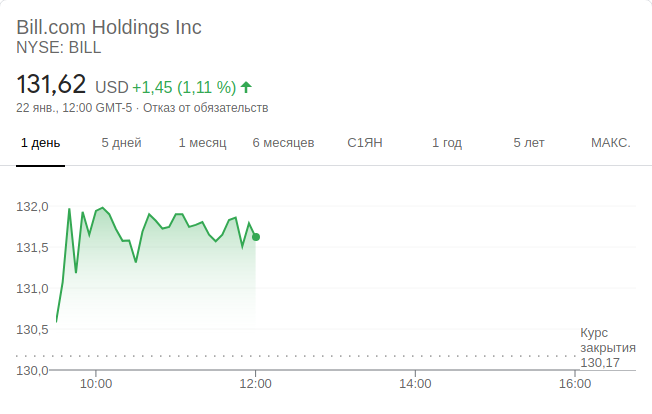 Bill.com Holdings Inc
NYSE: BILL
131,62 USD +1,45 (1,11 %)
22 янв., 12:00 GMT-5 · Отказ от обязательств
1 день 5 дней 1 месяц 6 месяцев С1ЯН 1 год 5 лет МАКС.
132,0
131,5
131,0
130,5
Курс
закрытия
130,17
130,0
10:00 12:00 14:00 16:00